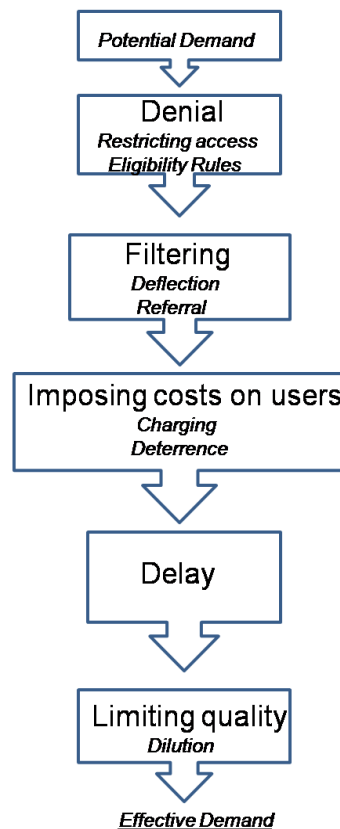 Potential Demand
Denial
Restricting access
Eligibility Rules
Filtering
Deflection
Referral
Imposing costs on users
Charging
Deterrence
Delay
Limiting quality
Dilution
Effective Demand